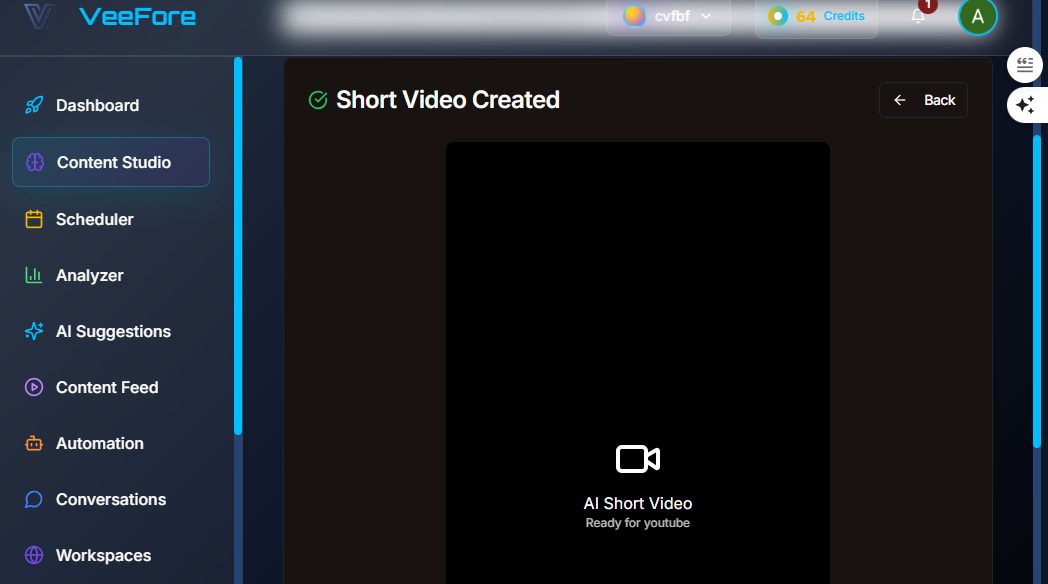 VeeFore
cvfbf
64 Credits
1
A
Dashboard
Content Studio
Scheduler
Analyzer
AI Suggestions
Content Feed
Automation
Conversations
Workspaces
Short Video Created
Back
AI Short Video
Ready for youtube